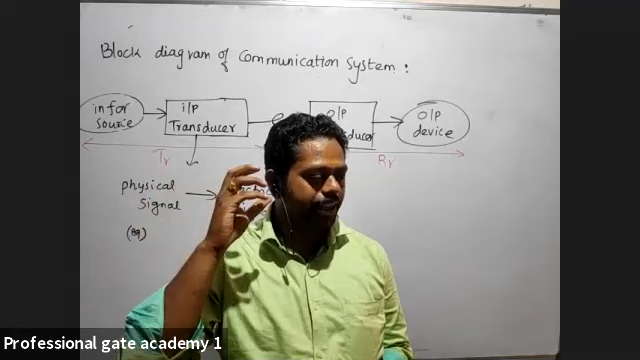 Block diagram of Communication System :
infor
source
i/p
Transducer
O/P
O/P
device
Tr
Rr
physical
Signal
(eg)
Professional gate academy 1